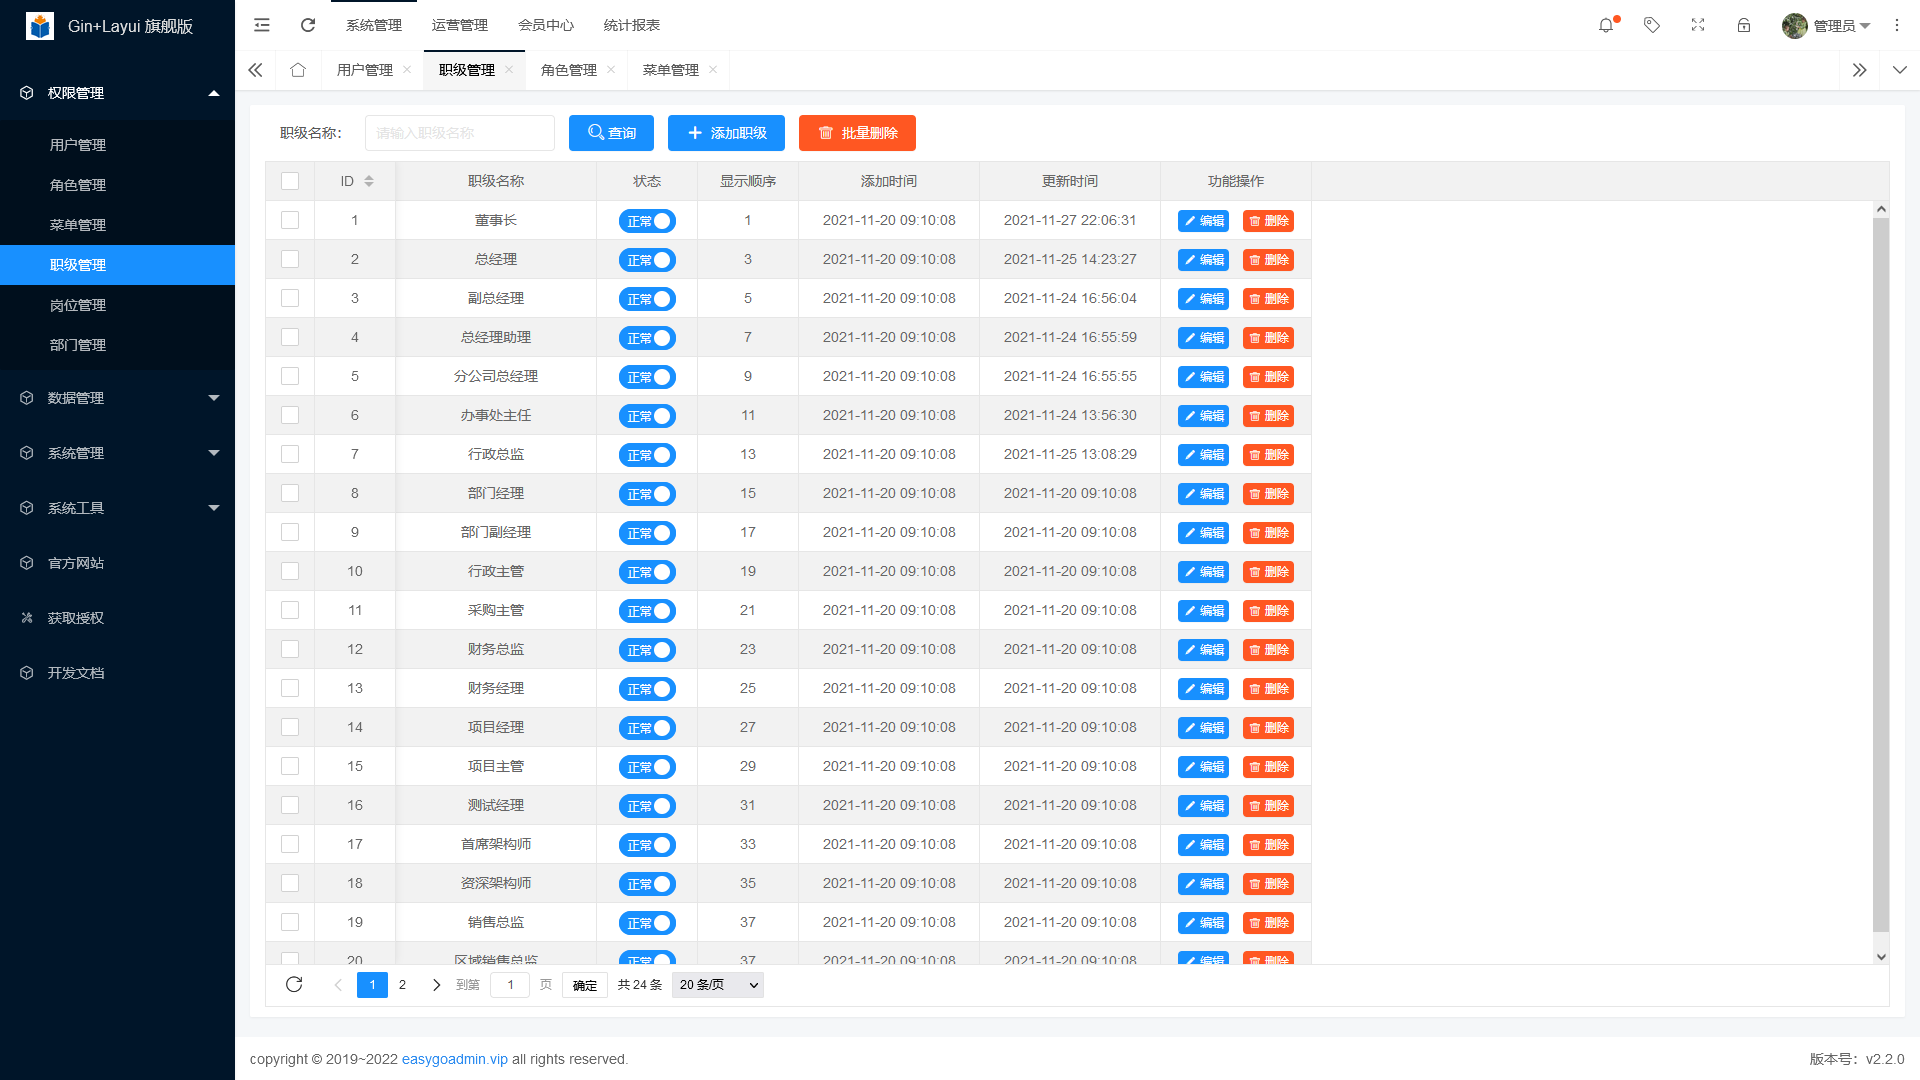 Gin+Layui 旗舰版
系统管理 运营管理 会员中心 统计报表
管理员
用户管理 职级管理 角色管理 菜单管理
权限管理
用户管理
角色管理
菜单管理
职级管理
岗位管理
部门管理
数据管理
系统管理
系统工具
官方网站
获取授权
开发文档
职级名称: 请输入职级名称 查询 添加职级 批量删除
ID 职级名称 状态 显示顺序 添加时间 更新时间 功能操作
1 董事长 正常 1 2021-11-20 09:10:08 2021-11-27 22:06:31 编辑 删除
2 总经理 正常 3 2021-11-20 09:10:08 2021-11-25 14:23:27 编辑 删除
3 副总经理 正常 5 2021-11-20 09:10:08 2021-11-24 16:56:04 编辑 删除
4 总经理助理 正常 7 2021-11-20 09:10:08 2021-11-24 16:55:59 编辑 删除
5 分公司总经理 正常 9 2021-11-20 09:10:08 2021-11-24 16:55:55 编辑 删除
6 办事处主任 正常 11 2021-11-20 09:10:08 2021-11-24 13:56:30 编辑 删除
7 行政总监 正常 13 2021-11-20 09:10:08 2021-11-25 13:08:29 编辑 删除
8 部门经理 正常 15 2021-11-20 09:10:08 2021-11-20 09:10:08 编辑 删除
9 部门副经理 正常 17 2021-11-20 09:10:08 2021-11-20 09:10:08 编辑 删除
10 行政主管 正常 19 2021-11-20 09:10:08 2021-11-20 09:10:08 编辑 删除
11 采购主管 正常 21 2021-11-20 09:10:08 2021-11-20 09:10:08 编辑 删除
12 财务总监 正常 23 2021-11-20 09:10:08 2021-11-20 09:10:08 编辑 删除
13 财务经理 正常 25 2021-11-20 09:10:08 2021-11-20 09:10:08 编辑 删除
14 项目经理 正常 27 2021-11-20 09:10:08 2021-11-20 09:10:08 编辑 删除
15 项目主管 正常 29 2021-11-20 09:10:08 2021-11-20 09:10:08 编辑 删除
16 测试经理 正常 31 2021-11-20 09:10:08 2021-11-20 09:10:08 编辑 删除
17 首席架构师 正常 33 2021-11-20 09:10:08 2021-11-20 09:10:08 编辑 删除
18 资深架构师 正常 35 2021-11-20 09:10:08 2021-11-20 09:10:08 编辑 删除
19 销售总监 正常 37 2021-11-20 09:10:08 2021-11-20 09:10:08 编辑 删除
20 区域销售总监 正常 37 2021-11-20 09:10:08 2021-11-20 09:10:08 编辑 删除
1 2 到第 1 页 确定 共 24 条 20 条/页
copyright © 2019~2022 easygoadmin.vip all rights reserved.
版本号：v2.2.0